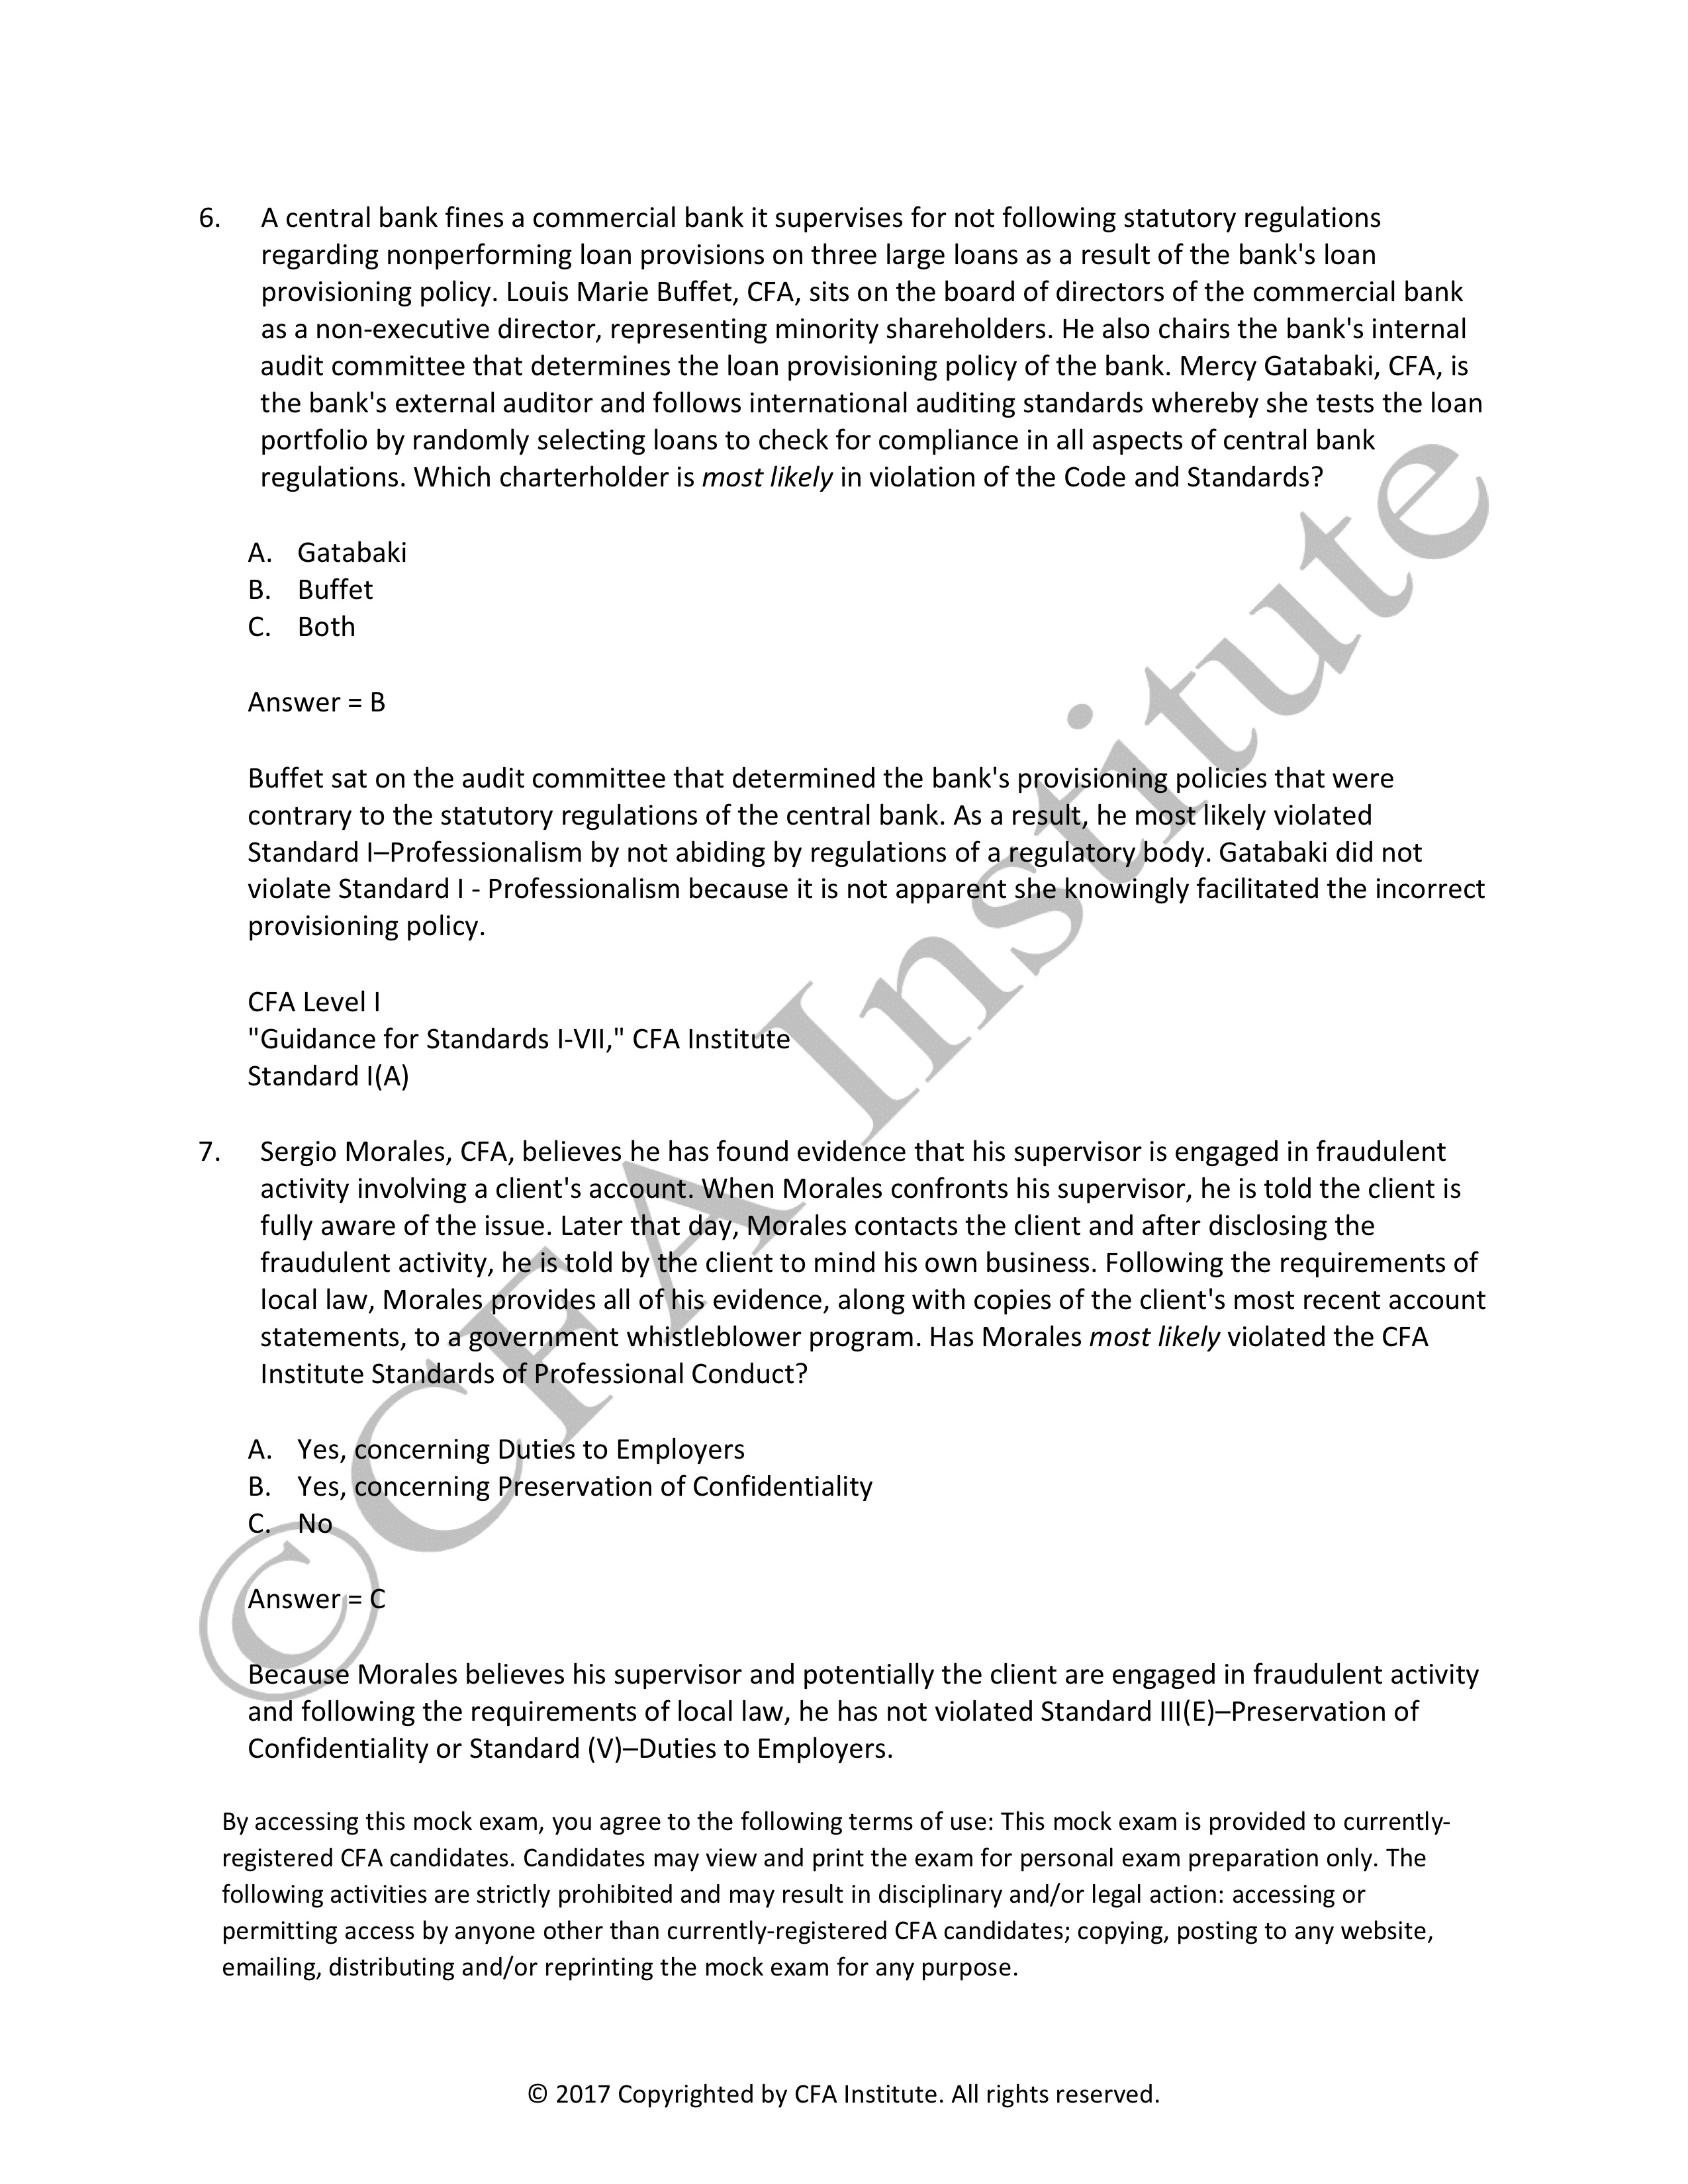 6. A central bank fines a commercial bank it supervises for not following statutory regulations
regarding nonperforming loan provisions on three large loans as a result of the bank's loan
provisioning policy. Louis Marie Buffet, CFA, sits on the board of directors of the commercial bank
as a non-executive director, representing minority shareholders. He also chairs the bank's internal
audit committee that determines the loan provisioning policy of the bank. Mercy Gatabaki, CFA, is
the bank's external auditor and follows international auditing standards whereby she tests the loan
portfolio by randomly selecting loans to check for compliance in all aspects of central bank
regulations. Which charterholder is most likely in violation of the Code and Standards?
A. Gatabaki
B. Buffet
C. Both
Answer = B
Buffet sat on the audit committee that determined the bank's provisioning policies that were
contrary to the statutory regulations of the central bank. As a result, he most likely violated
Standard I–Professionalism by not abiding by regulations of a regulatory body. Gatabaki did not
violate Standard I - Professionalism because it is not apparent she knowingly facilitated the incorrect
provisioning policy.
CFA Level I
"Guidance for Standards I-VII," CFA Institute
Standard I(A)
7. Sergio Morales, CFA, believes he has found evidence that his supervisor is engaged in fraudulent
activity involving a client's account. When Morales confronts his supervisor, he is told the client is
fully aware of the issue. Later that day, Morales contacts the client and after disclosing the
fraudulent activity, he is told by the client to mind his own business. Following the requirements of
local law, Morales provides all of his evidence, along with copies of the client's most recent account
statements, to a government whistleblower program. Has Morales most likely violated the CFA
Institute Standards of Professional Conduct?
A. Yes, concerning Duties to Employers
B. Yes, concerning Preservation of Confidentiality
C. No
Answer = C
Because Morales believes his supervisor and potentially the client are engaged in fraudulent activity
and following the requirements of local law, he has not violated Standard III(E)–Preservation of
Confidentiality or Standard (V)–Duties to Employers.
By accessing this mock exam, you agree to the following terms of use: This mock exam is provided to currently-
registered CFA candidates. Candidates may view and print the exam for personal exam preparation only. The
following activities are strictly prohibited and may result in disciplinary and/or legal action: accessing or
permitting access by anyone other than currently-registered CFA candidates; copying, posting to any website,
emailing, distributing and/or reprinting the mock exam for any purpose.
© 2017 Copyrighted by CFA Institute. All rights reserved.
©CFA Institute